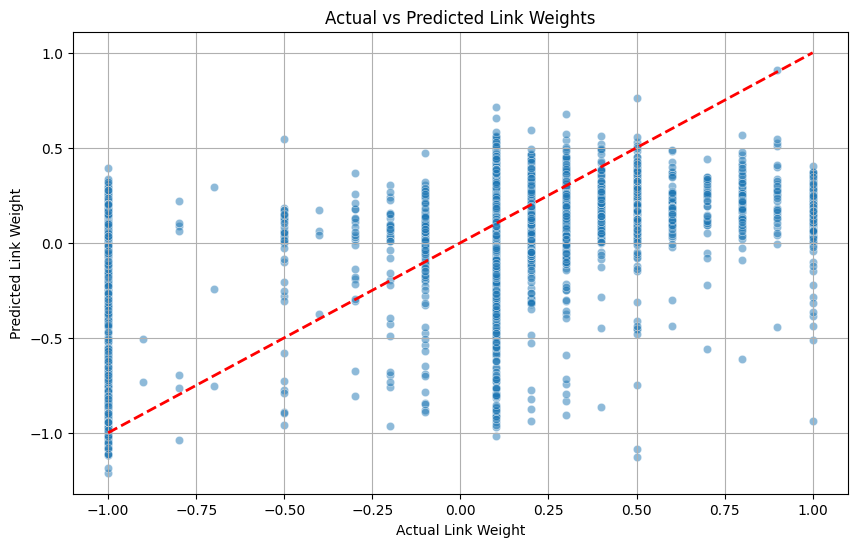 Actual vs Predicted Link Weights
1.0
0.5
0.0
−0.5
−1.0
Predicted Link Weight
−1.00 −0.75 −0.50 −0.25 0.00 0.25 0.50 0.75 1.00
Actual Link Weight